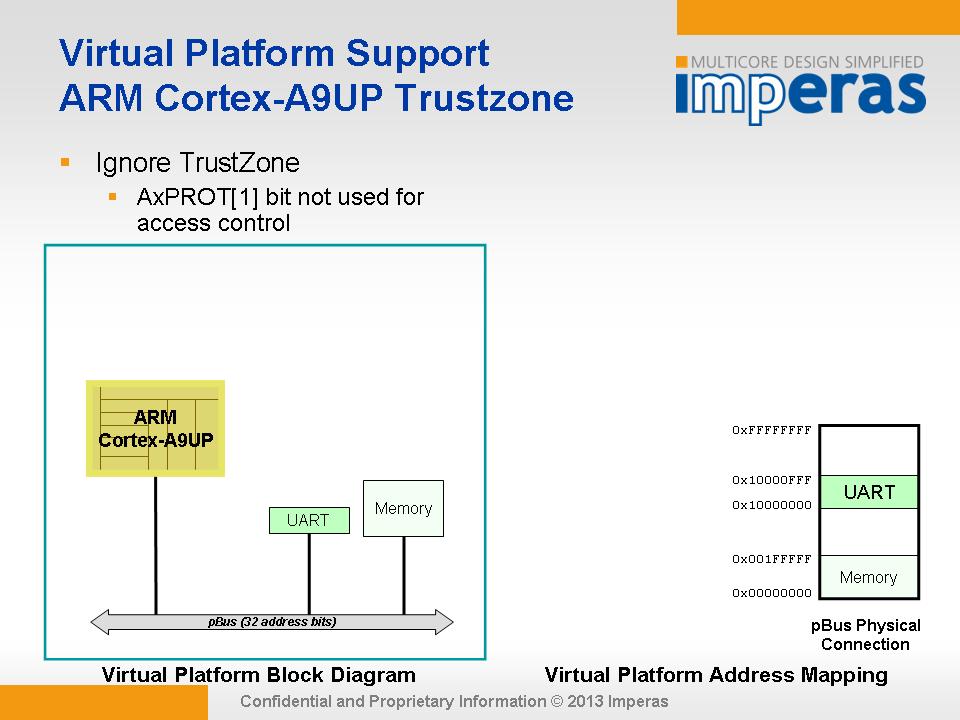 Virtual Platform Support
ARM Cortex-A9UP Trustzone
MULTICORE DESIGN SIMPLIFIED
imperas
Ignore TrustZone
AxPROT[1] bit not used for
access control
ARM
Cortex-A9UP
UART
Memory
pBus (32 address bits)
Virtual Platform Block Diagram
0xFFFFFFFF
0x10000FFF
UART
0x10000000
0x001FFFFF
Memory
0x00000000
pBus Physical
Connection
Virtual Platform Address Mapping
Confidential and Proprietary Information © 2013 Imperas